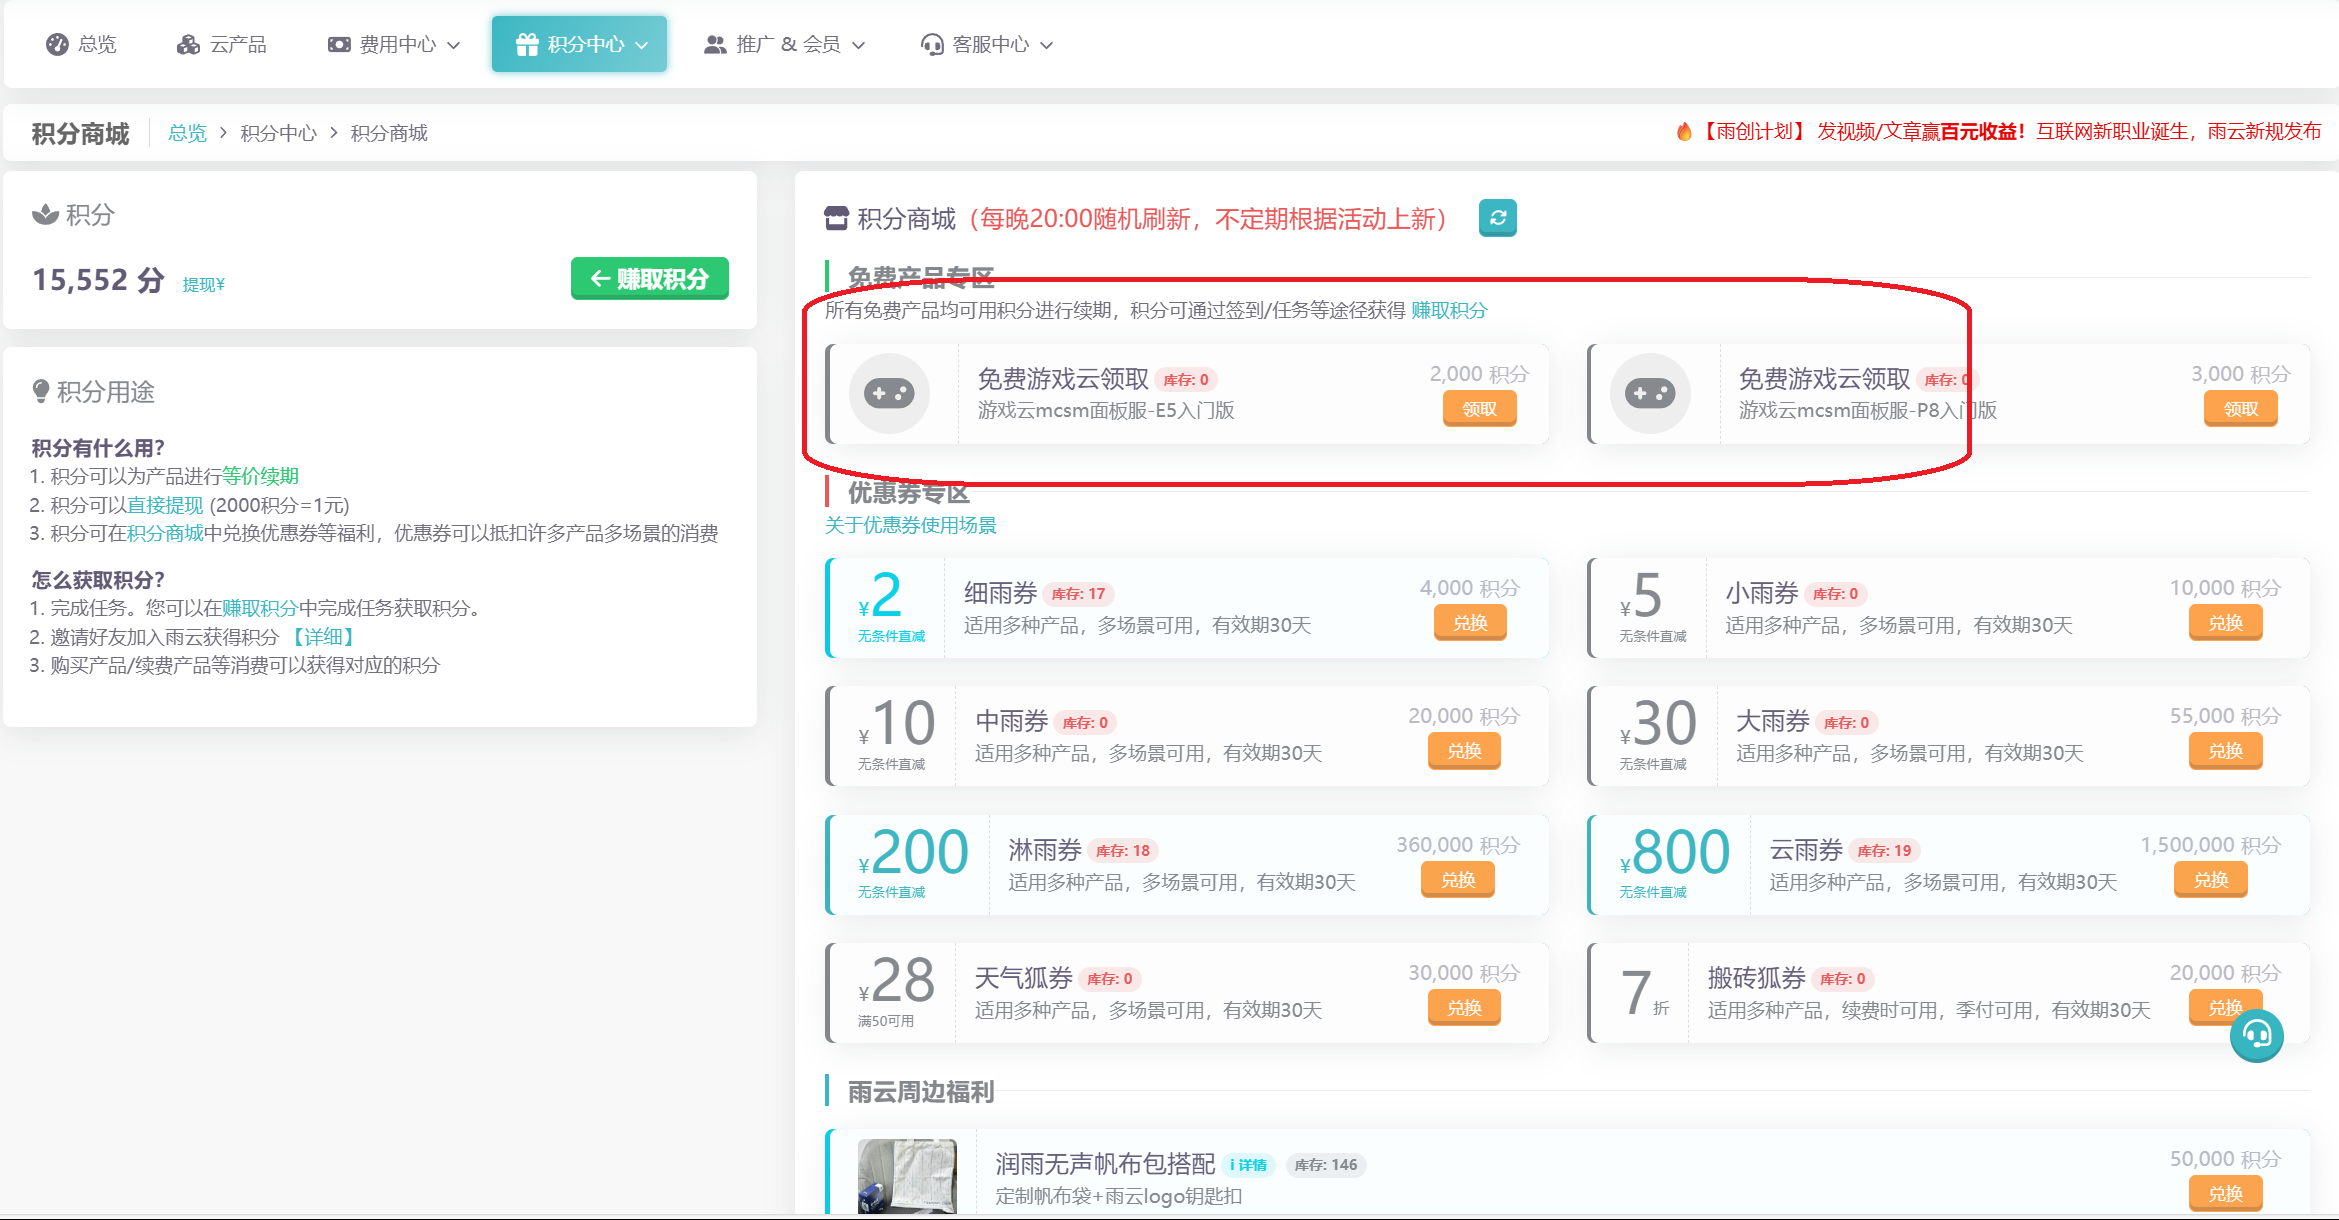 总览
云产品
费用中心
积分中心
推广 & 会员
客服中心
积分商城
总览 > 积分中心 > 积分商城
【雨创计划】 发视频/文章赢百元收益！互联网新职业诞生，雨云新规发布
积分
15,552 分 提现¥
赚取积分
积分用途
积分有什么用?
1. 积分可以为产品进行等价续期
2. 积分可以直接提现 (2000积分=1元)
3. 积分可在积分商城中兑换优惠券等福利，优惠券可以抵扣许多产品多场景的消费
怎么获取积分?
1. 完成任务。您可以在赚取积分中完成任务获取积分。
2. 邀请好友加入雨云获得积分 【详细】
3. 购买产品/续费产品等消费可以获得对应的积分
积分商城（每晚20:00随机刷新，不定期根据活动上新）
免费产品专区
所有免费产品均可用积分进行续期，积分可通过签到/任务等途径获得 赚取积分
免费游戏云领取 库存: 0
游戏云mcsm面板服-E5入门版
2,000 积分
领取
免费游戏云领取 库存: 0
游戏云mcsm面板服-P8入门版
3,000 积分
领取
优惠券专区
关于优惠券使用场景
¥2
无条件直减
细雨券 库存: 17
适用多种产品，多场景可用，有效期30天
4,000 积分
兑换
¥5
无条件直减
小雨券 库存: 0
适用多种产品，多场景可用，有效期30天
10,000 积分
兑换
¥10
无条件直减
中雨券 库存: 0
适用多种产品，多场景可用，有效期30天
20,000 积分
兑换
¥30
无条件直减
大雨券 库存: 0
适用多种产品，多场景可用，有效期30天
55,000 积分
兑换
¥200
无条件直减
淋雨券 库存: 18
适用多种产品，多场景可用，有效期30天
360,000 积分
兑换
¥800
无条件直减
云雨券 库存: 19
适用多种产品，多场景可用，有效期30天
1,500,000 积分
兑换
¥28
满50可用
天气狐券 库存: 0
适用多种产品，多场景可用，有效期30天
30,000 积分
兑换
7折
搬砖狐券 库存: 0
适用多种产品，续费时可用，季付可用，有效期30天
20,000 积分
兑换
雨云周边福利
润雨无声帆布包搭配 i 详情 库存: 146
定制帆布袋+雨云logo钥匙扣
50,000 积分
兑换